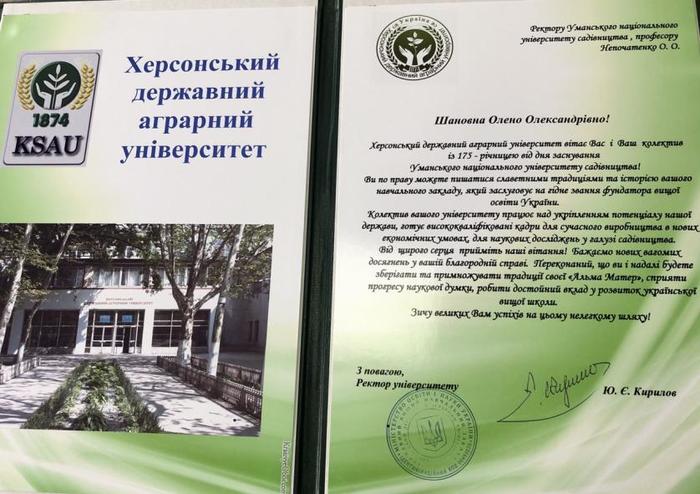 1874
KSAU
Херсонський
державний
аграрний
університет
Ректору Уманського національного
університету садівництва , професору
Непочатенко О. О.
Шановна Олено Олександрівно!
Херсонський державний аграрний університет вітає Вас і Ваш колектив
із 175 - річницею від дня заснування
Уманського національного університету садівництва!
Ви по праву можете пишатися славетними традиціями та історією вашого
навчального закладу, який заслуговує на гідне звання фундатора вищої
освіти України.
Колектив вашого університету працює над укріпленням потенціалу нашої
держави, готує висококваліфіковані кадри для сучасного виробництва в нових
економічних умовах, для наукових досліджень у галузі садівництва.
Від щирого серця прийміть наші вітання! Бажаємо нових вагомих
досягнень у вашій благородній справі. Переконаний, що ви і надалі будете
зберігати та примножувати традиції своєї «Альма Матер», сприяти
прогресу наукової думки, робити достойний вклад у розвиток української
вищої школи.
Зичу великих Вам успіхів на цьому нелегкому шляху!
З повагою,
Ректор університету
Ю. Є. Кирилов